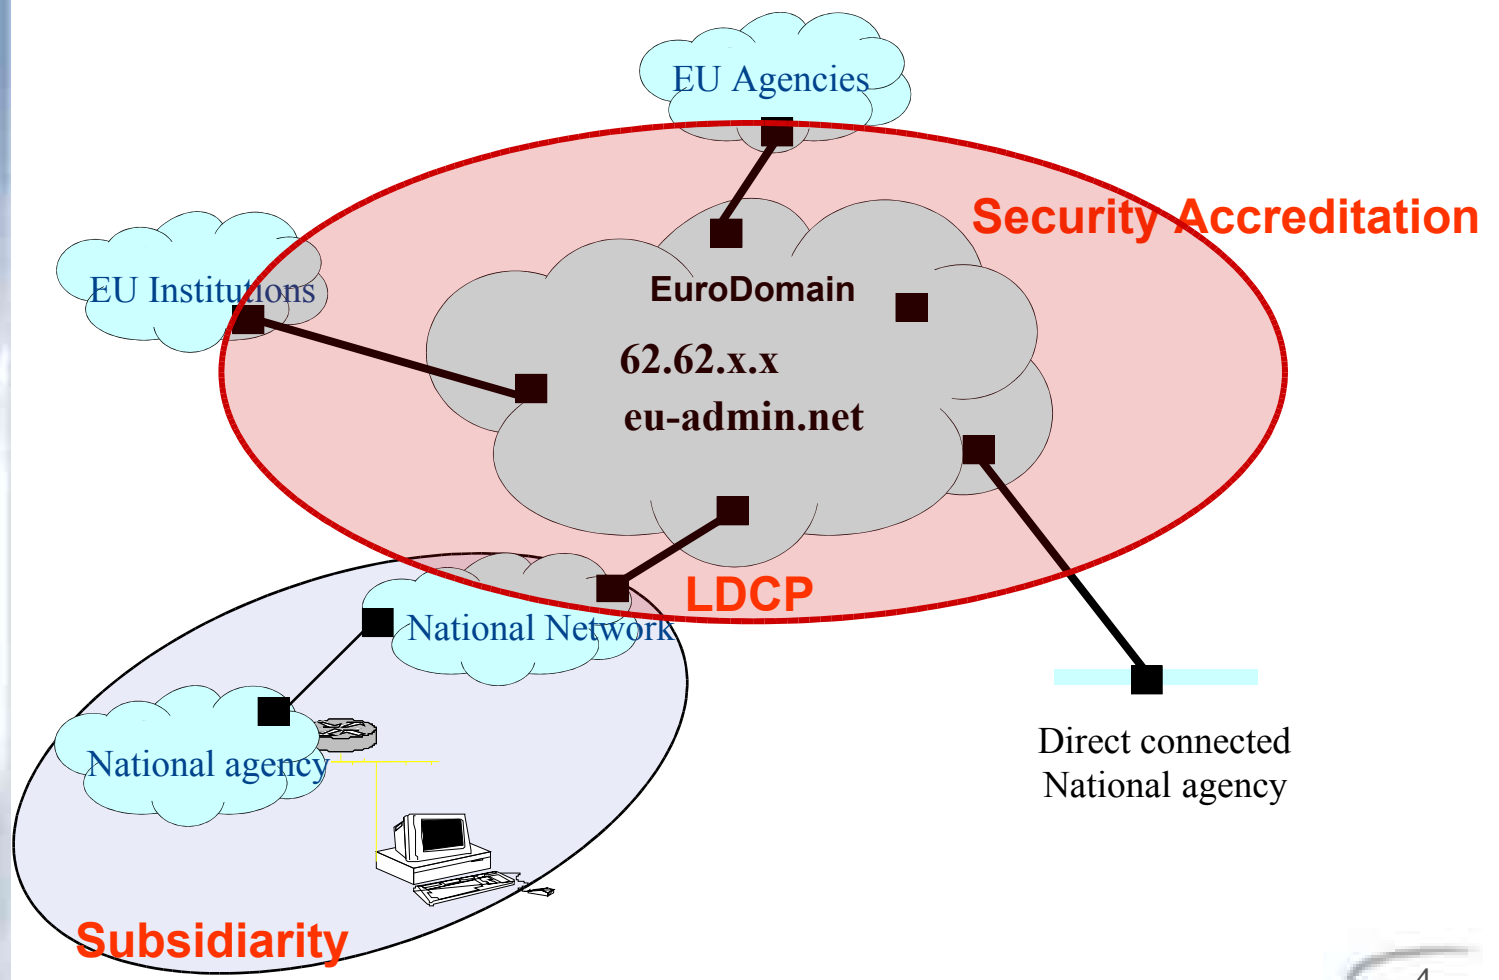 EU Agencies
Security Accreditation
EU Institutions
EuroDomain
62.62.x.x
eu-admin.net
LDCP
National Network
National agency
Direct connected
National agency
Subsidiarity
4